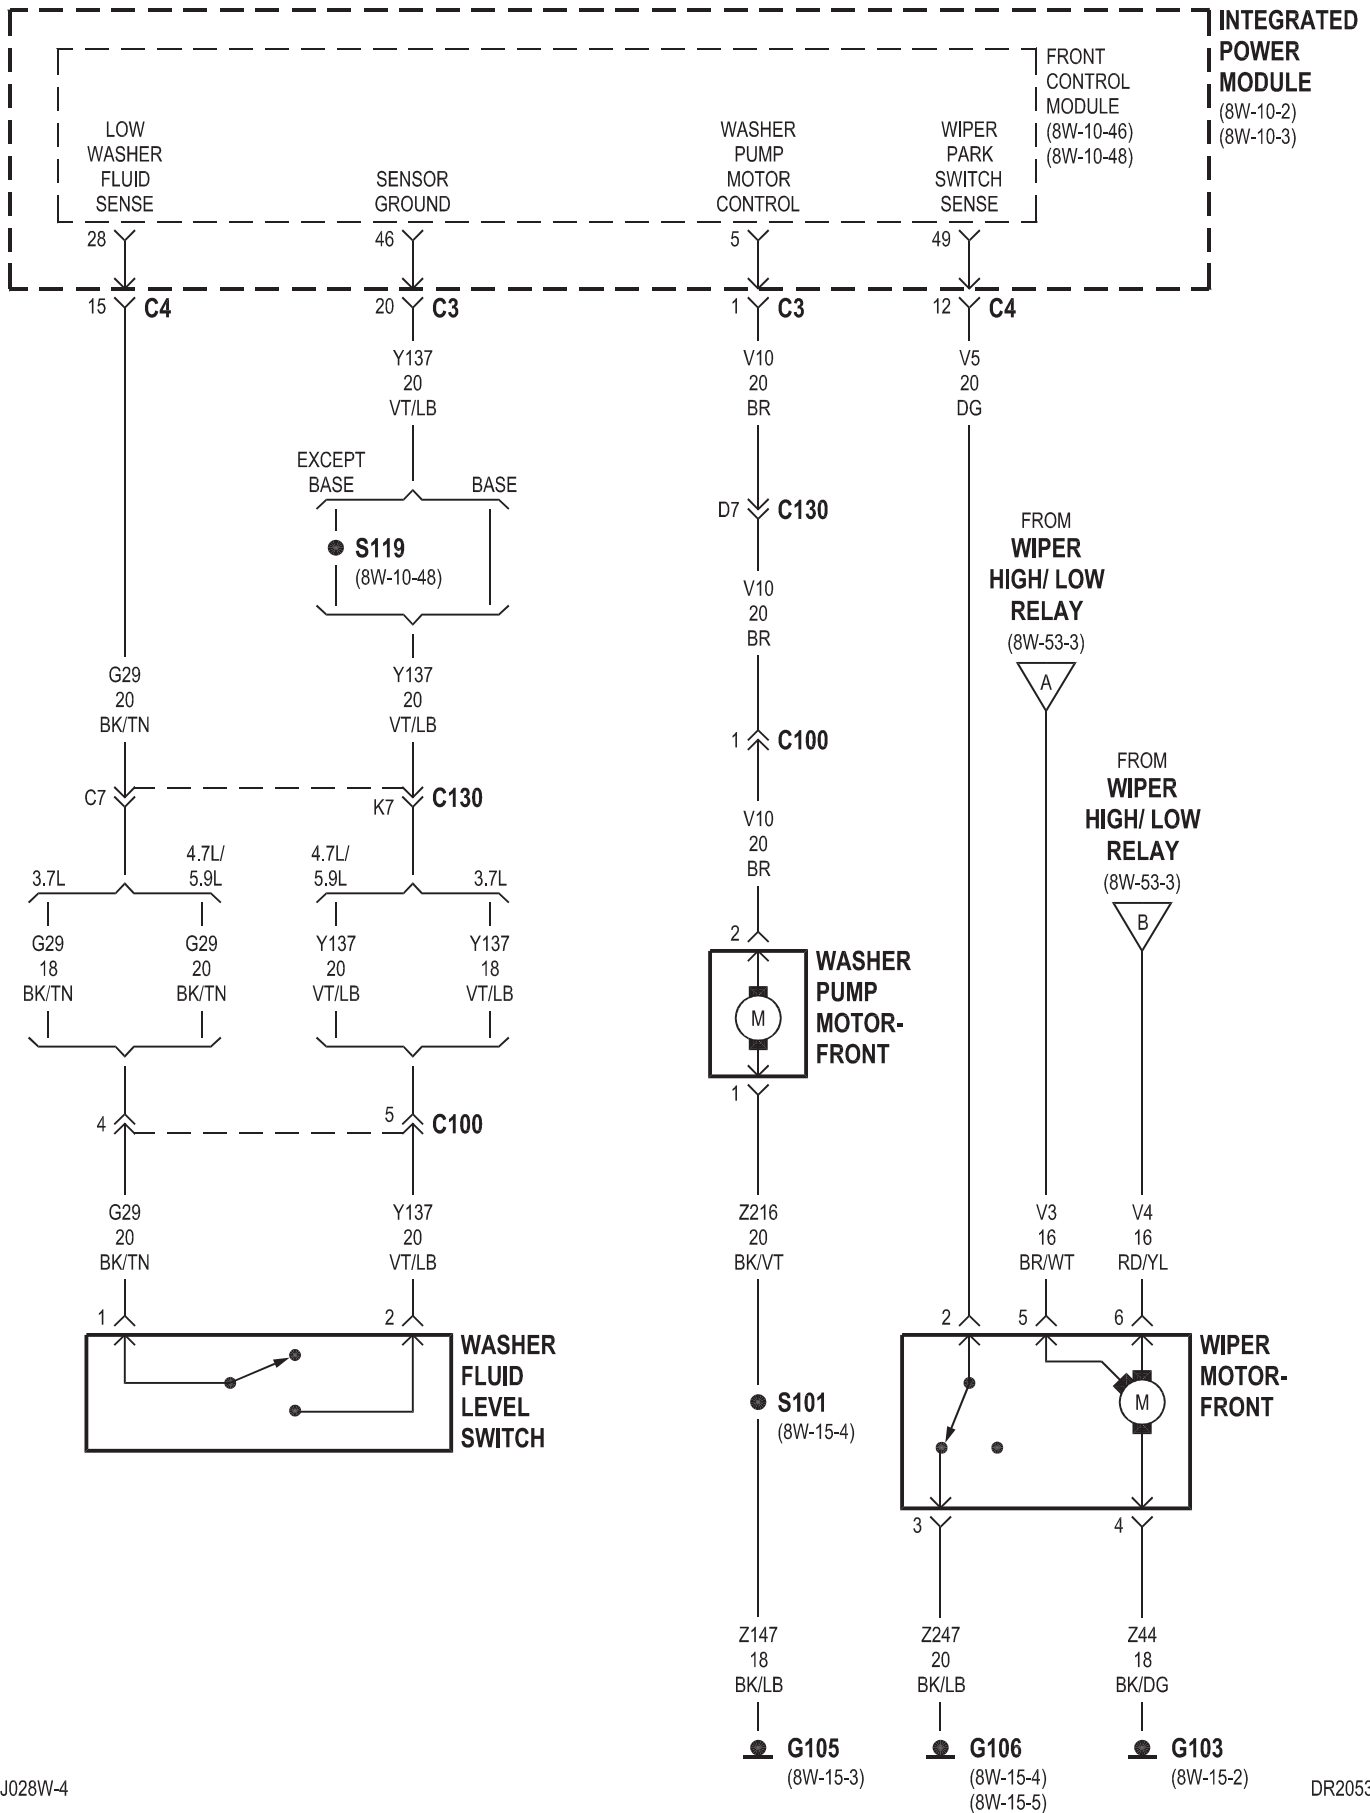 INTEGRATED
POWER
MODULE
(8W-10-2)
(8W-10-3)
FRONT
CONTROL
MODULE
(8W-10-46)
(8W-10-48)
LOW
WASHER
FLUID
SENSE
SENSOR
GROUND
WASHER
PUMP
MOTOR
CONTROL
WIPER
PARK
SWITCH
SENSE
28
46
5
49
15 C4
20 C3
1 C3
12 C4
Y137
20
VT/LB
V10
20
BR
V5
20
DG
EXCEPT
BASE
BASE
S119
(8W-10-48)
D7 C130
FROM
WIPER
HIGH/ LOW
RELAY
(8W-53-3)
A
V10
20
BR
G29
20
BK/TN
Y137
20
VT/LB
1 C100
FROM
WIPER
HIGH/ LOW
RELAY
(8W-53-3)
B
C7
K7
C130
V10
20
BR
3.7L
4.7L/
5.9L
4.7L/
5.9L
3.7L
G29
18
BK/TN
G29
20
BK/TN
Y137
20
VT/LB
Y137
18
VT/LB
2
M
WASHER
PUMP
MOTOR-
FRONT
1
4
5
C100
G29
20
BK/TN
Y137
20
VT/LB
Z216
20
BK/VT
V3
16
BR/WT
V4
16
RD/YL
1
2
WASHER
FLUID
LEVEL
SWITCH
S101
(8W-15-4)
2
5
6
M
WIPER
MOTOR-
FRONT
3
4
Z147
18
BK/LB
Z247
20
BK/LB
Z44
18
BK/DG
G105
(8W-15-3)
G106
(8W-15-4)
(8W-15-5)
G103
(8W-15-2)
J028W-4
DR2053